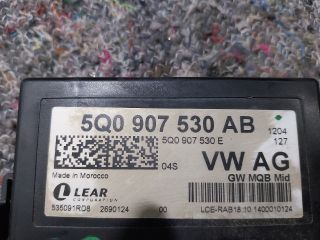 5Q0 907 530 AB
5Q0 907 530 E
1204
127
04S
VW AG
Made in Morocco
GW MQB Mid
LEAR
CORPORATION
535091RD8 2690124 00 LCE-RAB18.10 1400010124